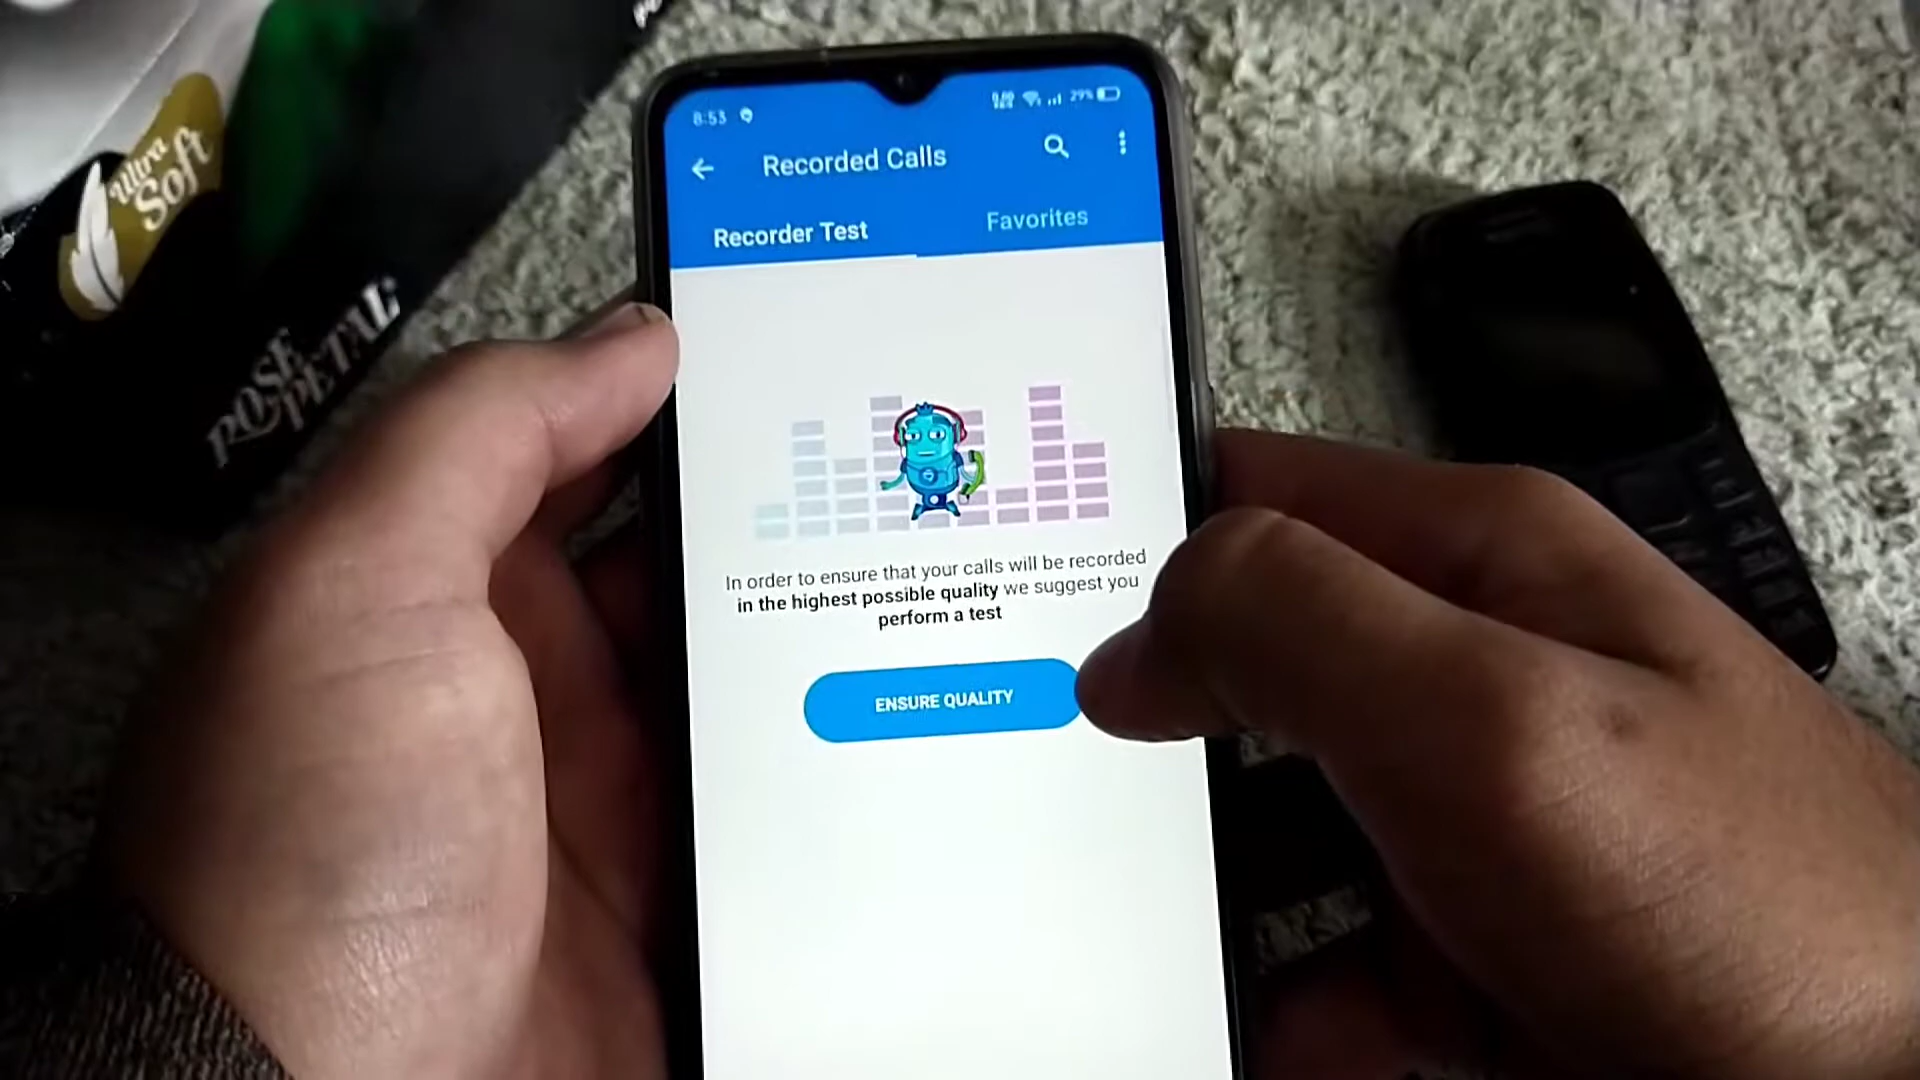 Ultra
Soft
ROSE
PETAL
8:53
29%
Recorded Calls
Recorder Test
Favorites
In order to ensure that your calls will be recorded
in the highest possible quality we suggest you
perform a test
ENSURE QUALITY